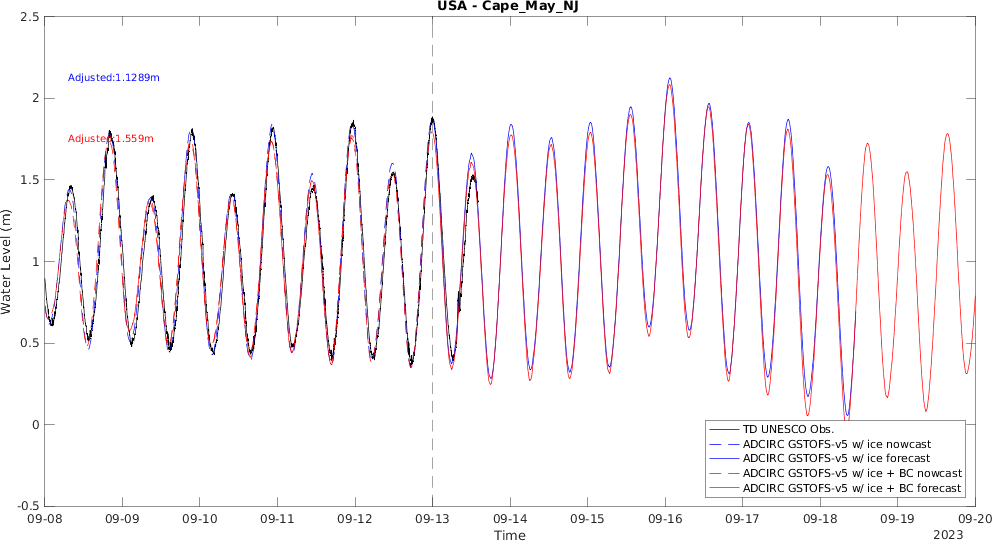 USA - Cape_May_NJ
2.5
2
1.5
1
0.5
0
-0.5
Water Level (m)
Adjusted:1.1289m
Adjusted:1.559m
TD UNESCO Obs.
ADCIRC GSTOFS-v5 w/ ice nowcast
ADCIRC GSTOFS-v5 w/ ice forecast
ADCIRC GSTOFS-v5 w/ ice + BC nowcast
ADCIRC GSTOFS-v5 w/ ice + BC forecast
09-08 09-09 09-10 09-11 09-12 09-13 09-14 09-15 09-16 09-17 09-18 09-19 09-20
Time
2023